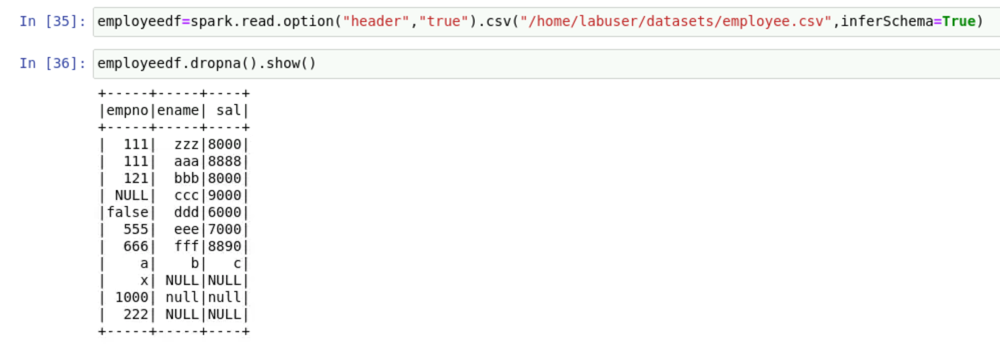 In [35]: employeedf=spark.read.option("header","true").csv("/home/labuser/datasets/employee.csv",inferSchema=True)
In [36]: employeedf.dropna().show()
+-----+-----+----+
|empno|ename| sal|
+-----+-----+----+
|  111|  zzz|8000|
|  111|  aaa|8888|
|  121|  bbb|8000|
| NULL|  ccc|9000|
|false|  ddd|6000|
|  555|  eee|7000|
|  666|  fff|8890|
|    a|    b|   c|
|    x| NULL|NULL|
| 1000| null|null|
|  222| NULL|NULL|
+-----+-----+----+